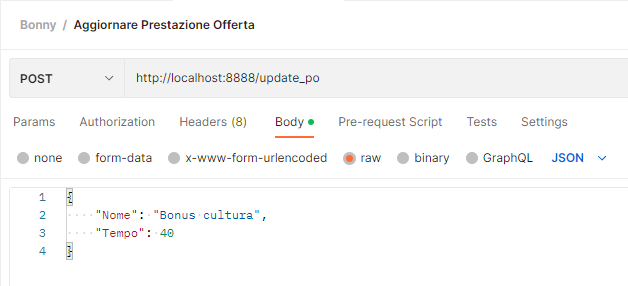 Bonny / Aggiornare Prestazione Offerta
POST http://localhost:8888/update_po
Params Authorization Headers (8) Body Pre-request Script Tests Settings
none form-data x-www-form-urlencoded raw binary GraphQL JSON
1 {
2 "Nome": "Bonus cultura",
3 "Tempo": 40
4 }